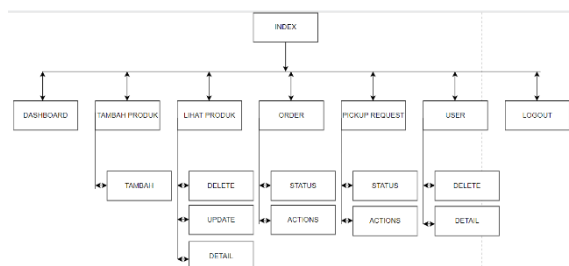 INDEX
DASHBOARD
TAMBAH PRODUK
LIHAT PRODUK
ORDER
PICKUP REQUEST
USER
LOGOUT
TAMBAH
DELETE
STATUS
STATUS
DELETE
UPDATE
ACTIONS
ACTIONS
DETAIL
DETAIL